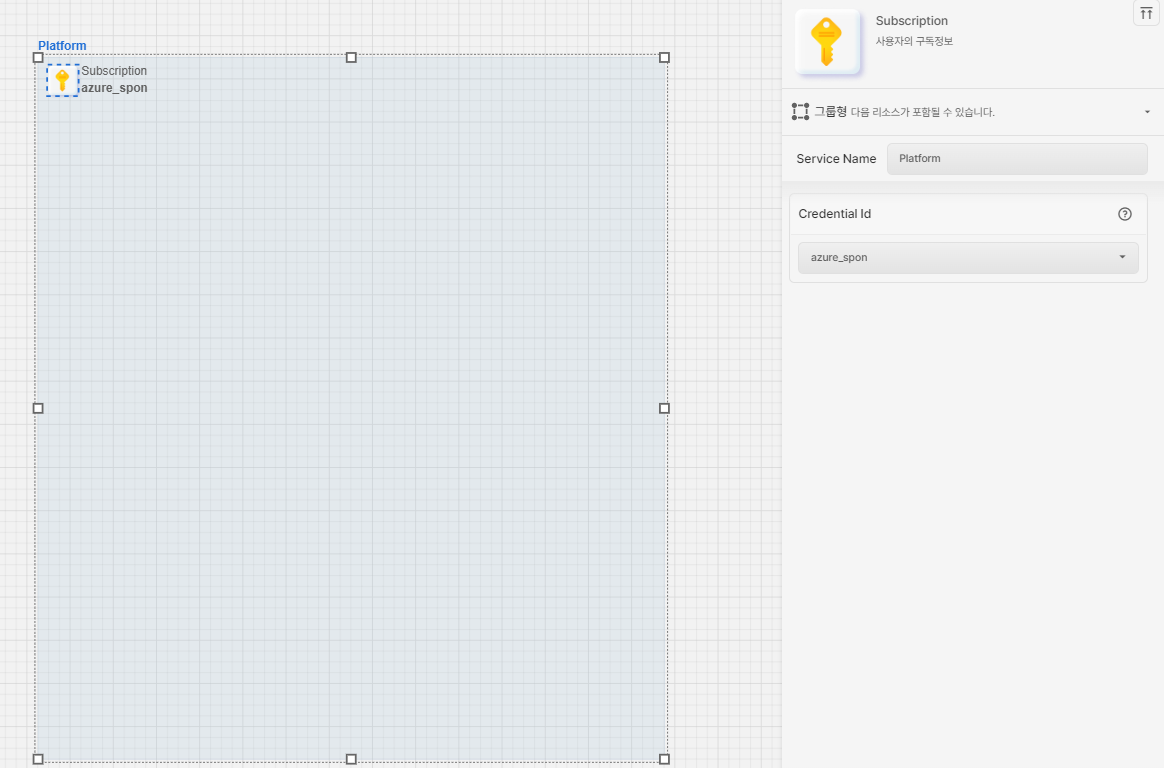 Platform
Subscription
azure_spon
Subscription
사용자의 구독정보
그룹형 다음 리소스가 포함될 수 있습니다.
Service Name
Platform
Credential Id
azure_spon